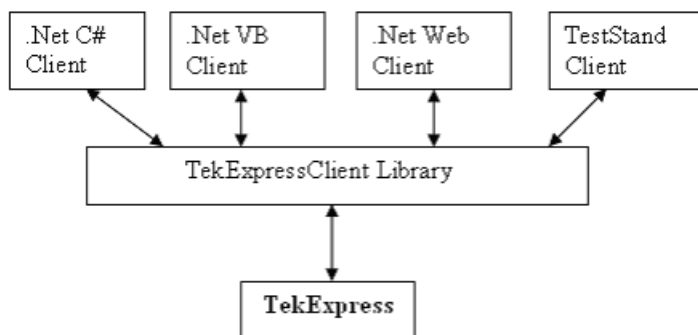 .Net C#
Client
.Net VB
Client
.Net Web
Client
TestStand
Client
TekExpressClient Library
TekExpress